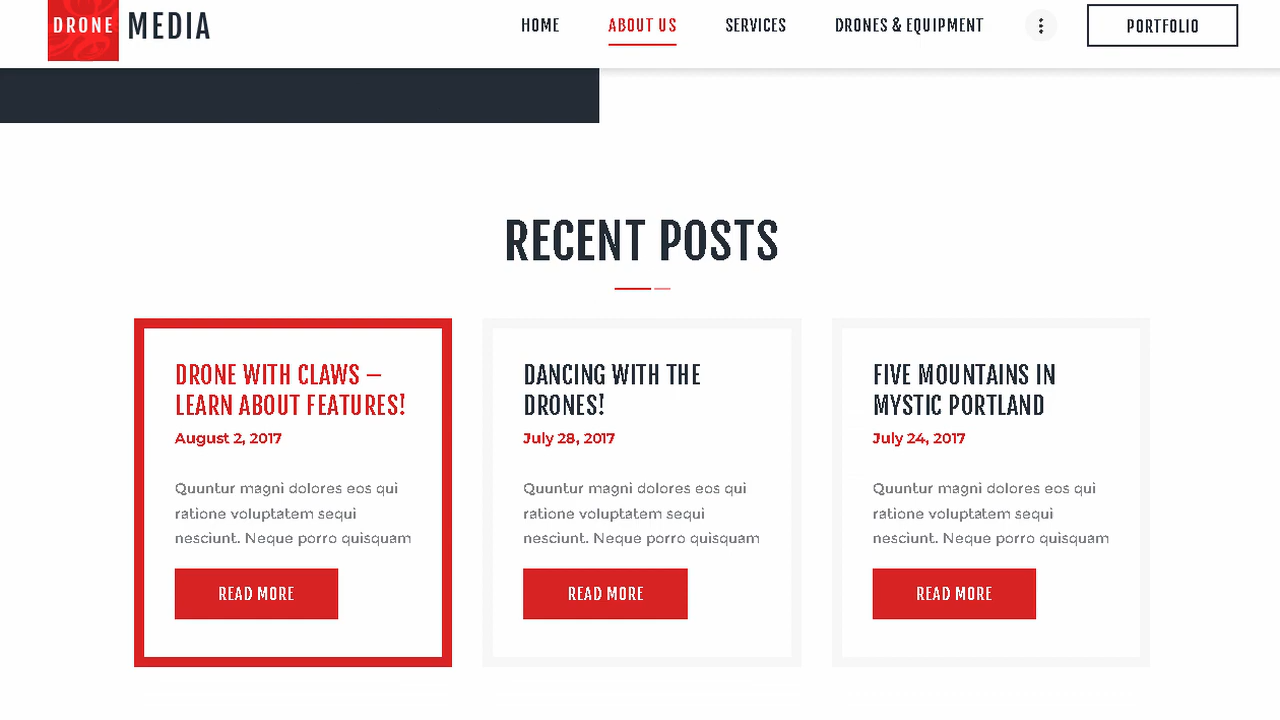 DRONE MEDIA
HOME ABOUT US SERVICES DRONES & EQUIPMENT PORTFOLIO
RECENT POSTS
DRONE WITH CLAWS –
LEARN ABOUT FEATURES!
August 2, 2017
Quuntur magni dolores eos qui
ratione voluptatem sequi
nesciunt. Neque porro quisquam
READ MORE
DANCING WITH THE
DRONES!
July 28, 2017
Quuntur magni dolores eos qui
ratione voluptatem sequi
nesciunt. Neque porro quisquam
READ MORE
FIVE MOUNTAINS IN
MYSTIC PORTLAND
July 24, 2017
Quuntur magni dolores eos qui
ratione voluptatem sequi
nesciunt. Neque porro quisquam
READ MORE